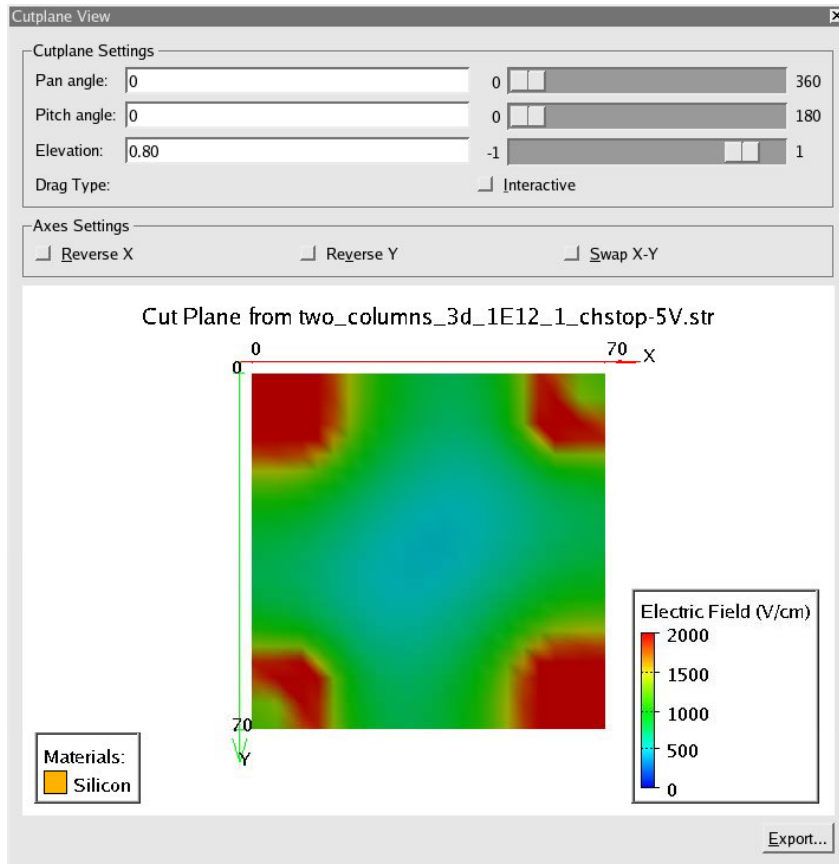 Cutplane View
Cutplane Settings
Pan angle: 0 0 360
Pitch angle: 0 0 180
Elevation: 0.80 -1 1
Drag Type: Interactive
Axes Settings
Reverse X Reverse Y Swap X-Y
Cut Plane from two_columns_3d_1E12_1_chstop-5V.str
0 70 X
0
70
Y
Electric Field (V/cm)
2000
1500
1000
500
0
Materials:
Silicon
Export...